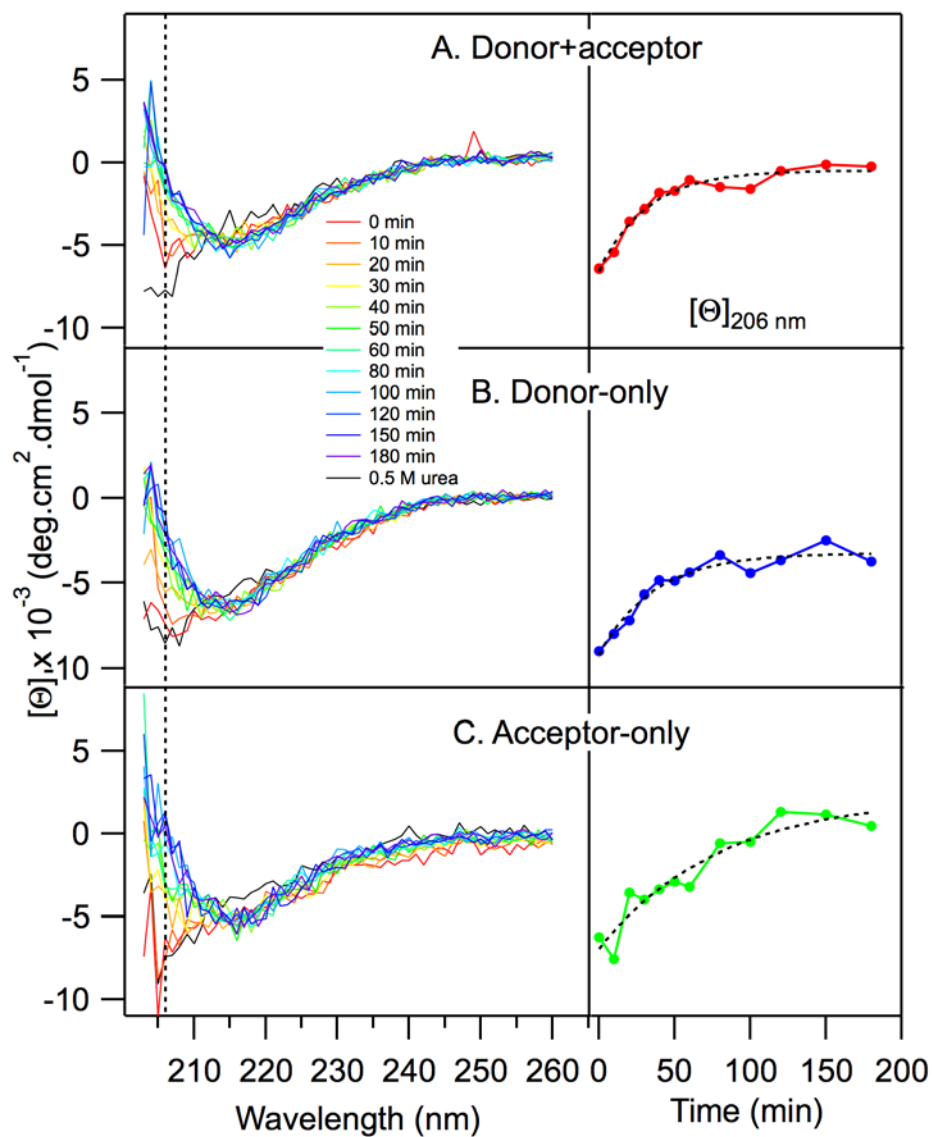 A. Donor+acceptor
5
0
-5
-10
0 min
10 min
20 min
30 min
40 min
50 min
60 min
80 min
100 min
120 min
150 min
180 min
0.5 M urea
[Θ]206 nm
B. Donor-only
5
0
-5
-10
[Θ] x 10⁻³ (deg.cm².dmol⁻¹)
C. Acceptor-only
5
0
-5
-10
210 220 230 240 250 260
0 50 100 150 200
Wavelength (nm)
Time (min)